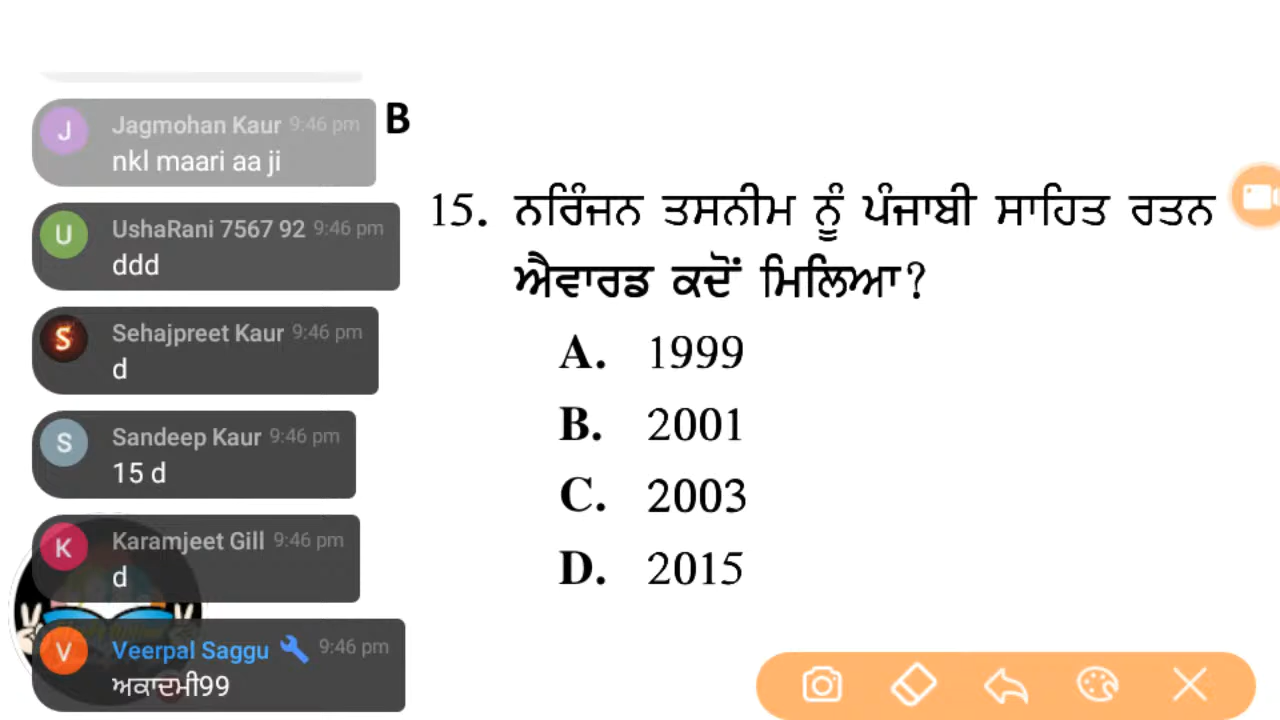 Jagmohan Kaur 9:46 pm
nkl maari aa ji
UshaRani 7567 92 9:46 pm
ddd
Sehajpreet Kaur 9:46 pm
d
Sandeep Kaur 9:46 pm
15 d
Karamjeet Gill 9:46 pm
d
Veerpal Saggu 9:46 pm
ਅਕਾਦਮੀ99
B
15. ਨਰਿੰਜਨ ਤਸਨੀਮ ਨੂੰ ਪੰਜਾਬੀ ਸਾਹਿਤ ਰਤਨ
ਐਵਾਰਡ ਕਦੋਂ ਮਿਲਿਆ?
A. 1999
B. 2001
C. 2003
D. 2015
J
U
S
S
K
V